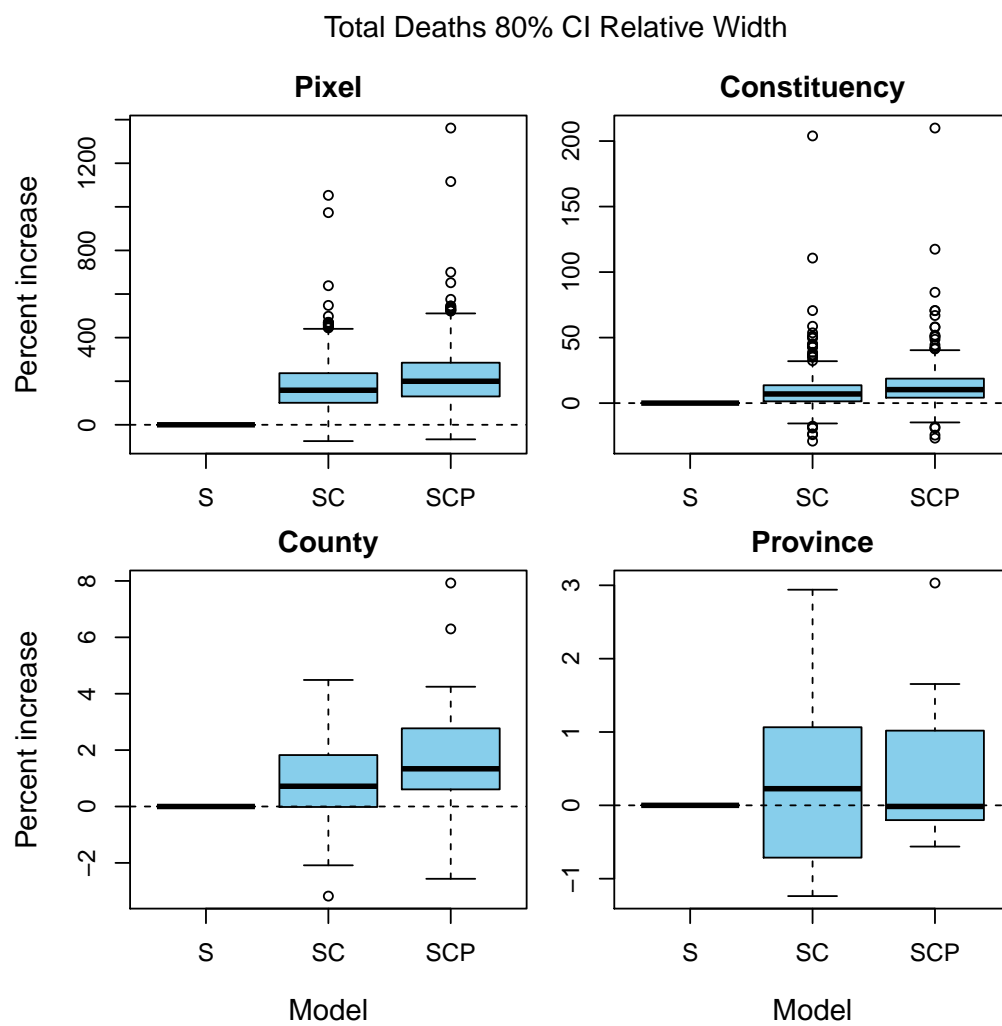 Total Deaths 80% CI Relative Width
Pixel
Constituency
Percent increase
1200
800
400
0
200
150
100
50
0
S SC SCP
S SC SCP
County
Province
Percent increase
8
6
4
2
0
−2
3
2
1
0
−1
S SC SCP
S SC SCP
Model
Model